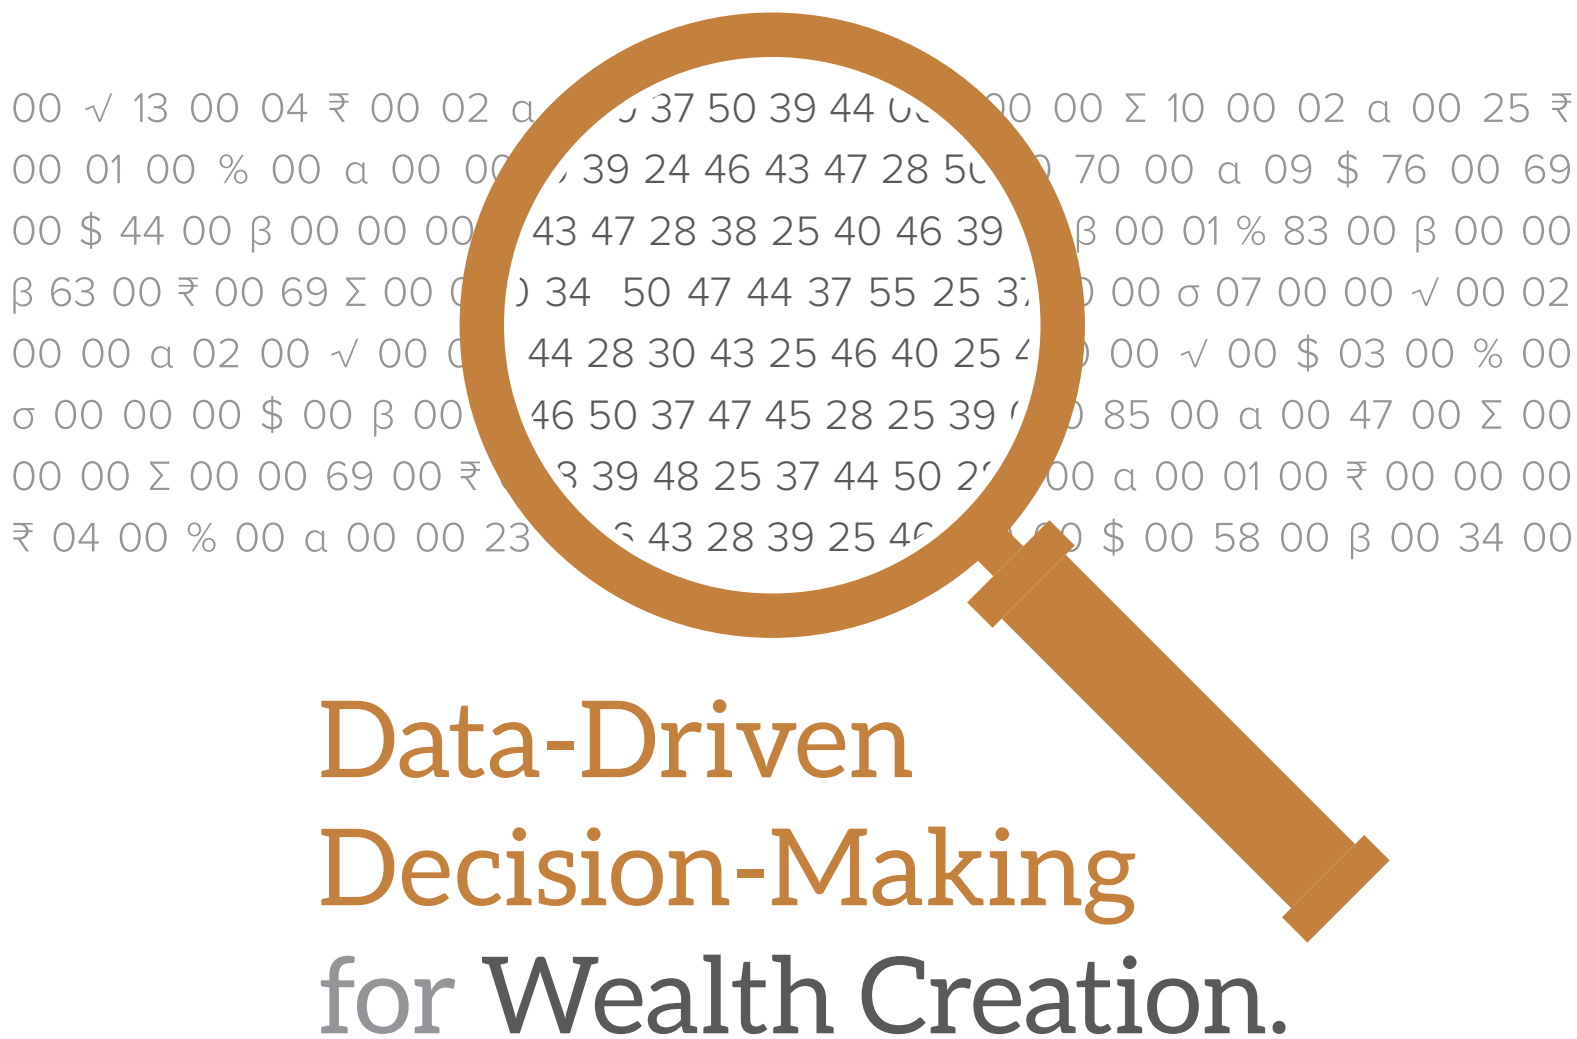 00 √ 13 00 04 ₹ 00 02 α 37 50 39 44 00 00 Σ 10 00 02 α 00 25 ₹
00 01 00 % 00 α 00 00 39 24 46 43 47 28 50 70 00 α 09 $ 76 00 69
00 $ 44 00 β 00 00 00 43 47 28 38 25 40 46 39 β 00 01 % 83 00 β 00 00
β 63 00 ₹ 00 69 Σ 00 34 50 47 44 37 55 25 37 00 σ 07 00 00 √ 00 02
00 00 α 02 00 √ 00 44 28 30 43 25 46 40 25 00 √ 00 $ 03 00 % 00
σ 00 00 00 $ 00 β 00 46 50 37 47 45 28 25 39 85 00 α 00 47 00 Σ 00
00 00 Σ 00 00 69 00 ₹ 39 48 25 37 44 50 00 α 00 01 00 ₹ 00 00 00
₹ 04 00 % 00 α 00 00 23 43 28 39 25 46 $ 00 58 00 β 00 34 00
Data-Driven
Decision-Making
for Wealth Creation.